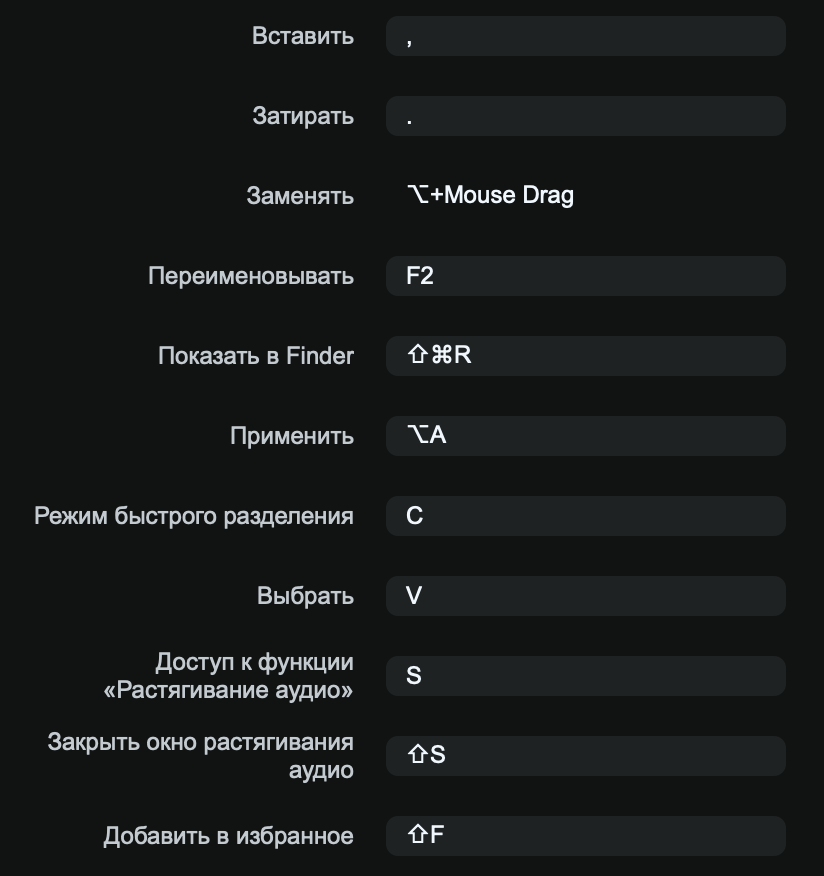 Вставить ,
Затирать .
Заменять ⌥+Mouse Drag
Переименовывать F2
Показать в Finder ⇧⌘R
Применить ⌥A
Режим быстрого разделения C
Выбрать V
Доступ к функции
«Растягивание аудио» S
Закрыть окно растягивания
аудио ⇧S
Добавить в избранное ⇧F